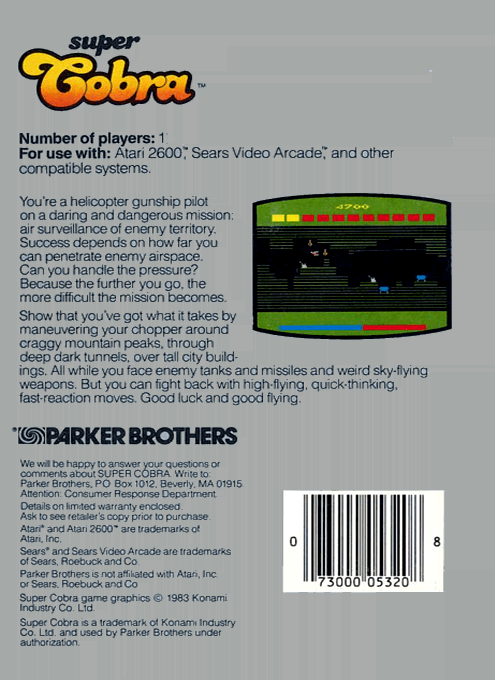 super
Cobra™
Number of players: 1
For use with: Atari 2600,™ Sears Video Arcade,™ and other
compatible systems.
You're a helicopter gunship pilot
on a daring and dangerous mission:
air surveillance of enemy territory.
Success depends on how far you
can penetrate enemy airspace.
Can you handle the pressure?
Because the further you go, the
more difficult the mission becomes.
4700
Show that you've got what it takes by
maneuvering your chopper around
craggy mountain peaks, through
deep dark tunnels, over tall city build-
ings. All while you face enemy tanks and missiles and weird sky-flying
weapons. But you can fight back with high-flying, quick-thinking,
fast-reaction moves. Good luck and good flying.
PARKER BROTHERS
We will be happy to answer your questions or
comments about SUPER COBRA. Write to:
Parker Brothers, P.O. Box 1012, Beverly, MA 01915
Attention: Consumer Response Department
Details on limited warranty enclosed.
Ask to see retailer's copy prior to purchase.
Atari® and Atari 2600™ are trademarks of
Atari, Inc.
Sears® and Sears Video Arcade are trademarks
of Sears, Roebuck and Co.
Parker Brothers is not affiliated with Atari, Inc.
or Sears, Roebuck and Co
Super Cobra game graphics © 1983 Konami
Industry Co. Ltd.
Super Cobra is a trademark of Konami Industry
Co. Ltd. and used by Parker Brothers under
authorization.
0 73000 05320 8